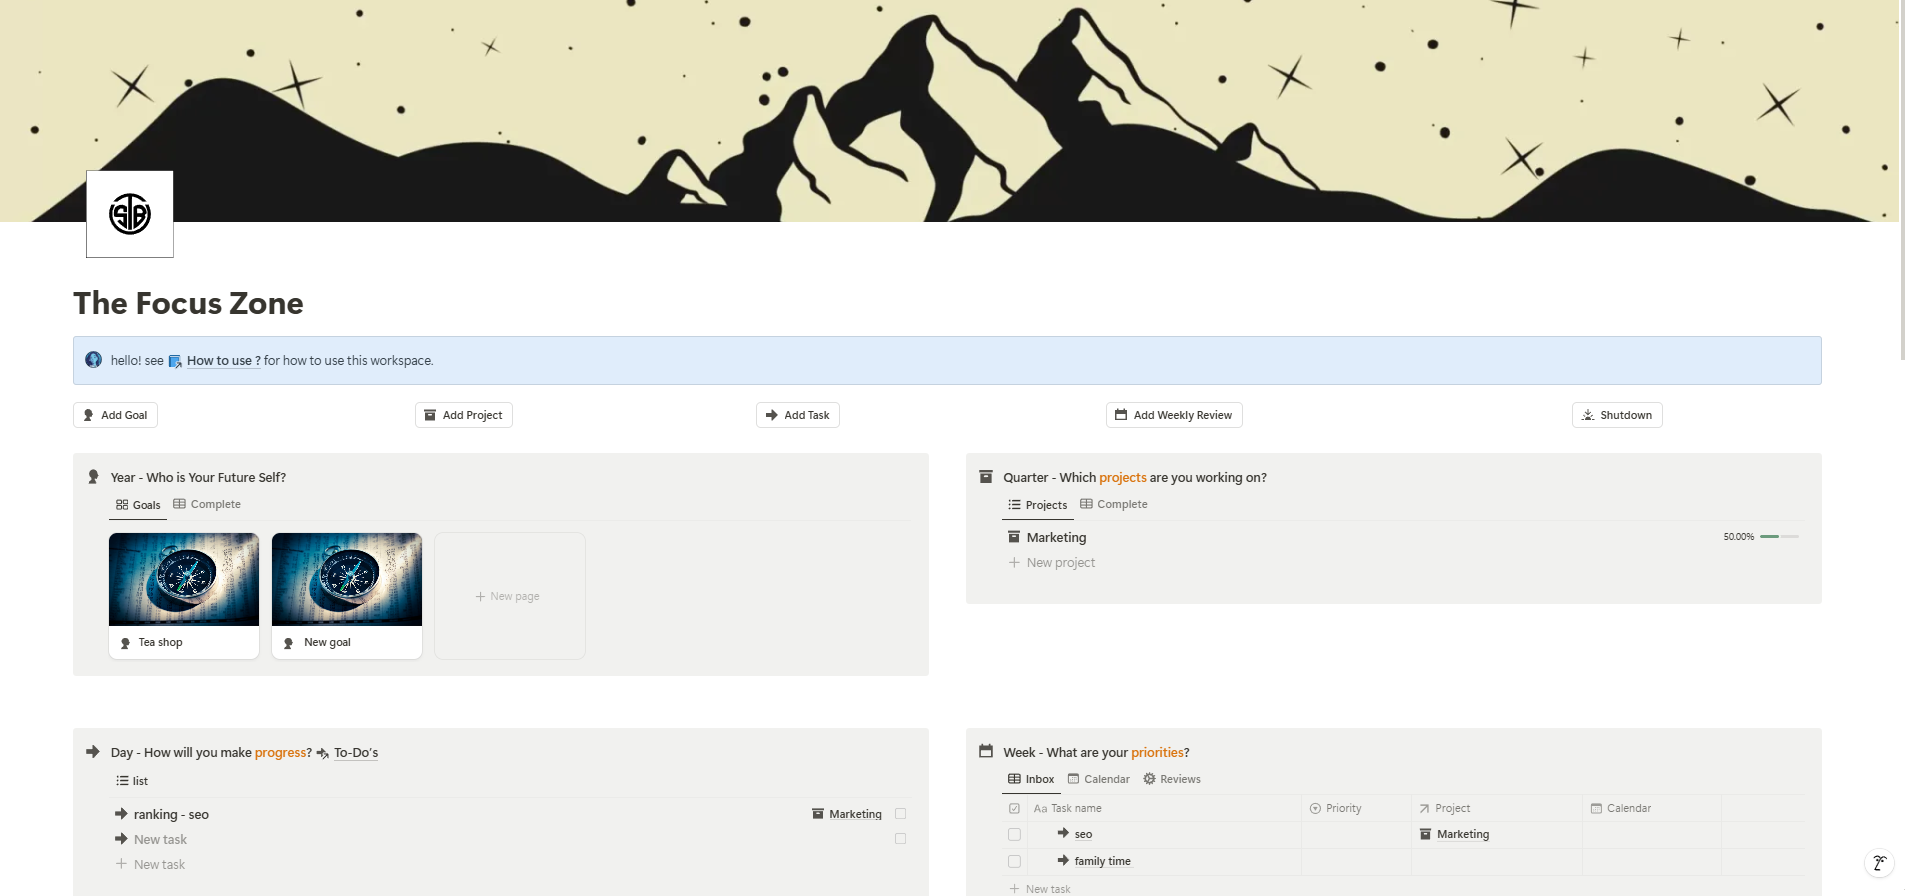 STB
The Focus Zone
hello! see How to use ? for how to use this workspace.
Add Goal
Add Project
Add Task
Add Weekly Review
Shutdown
Year - Who is Your Future Self?
Goals
Complete
Tea shop
New goal
+ New page
Quarter - Which projects are you working on?
Projects
Complete
Marketing
50.00%
+ New project
Day - How will you make progress? To-Do's
list
ranking - seo
Marketing
New task
+ New task
Week - What are your priorities?
Inbox
Calendar
Reviews
Aa Task name
Priority
Project
Calendar
seo
Marketing
family time
+ New task